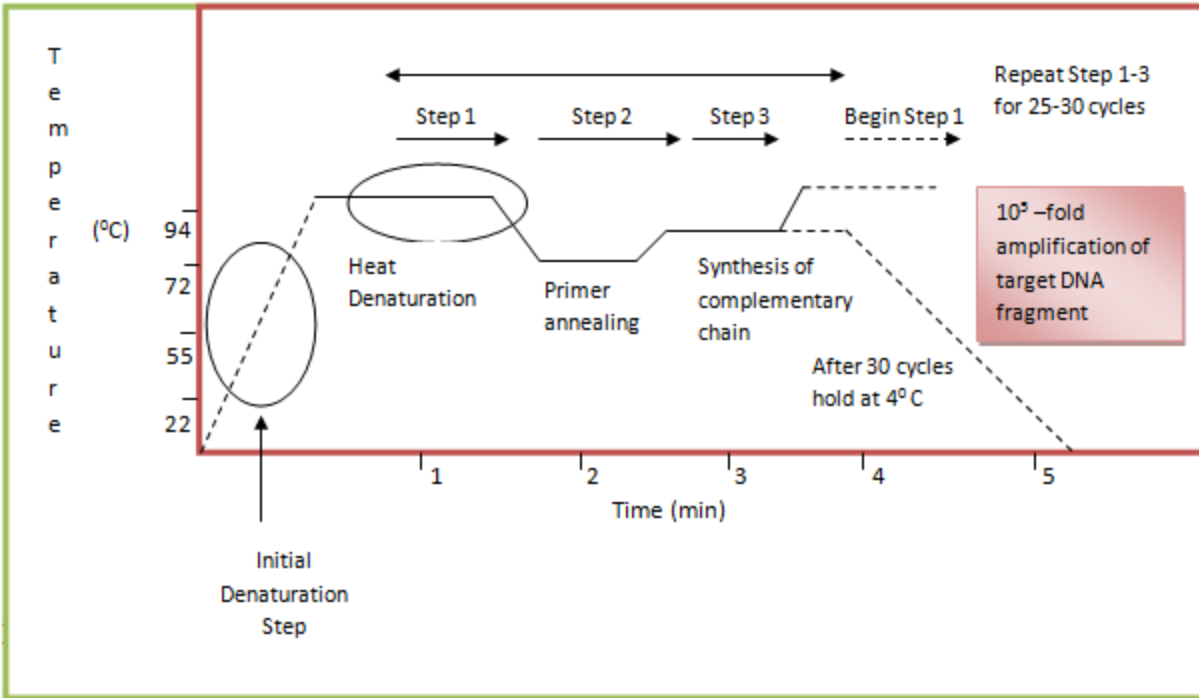 Temperature
(⁰C)
94
72
55
22
Step 1
Step 2
Step 3
Begin Step 1
Repeat Step 1-3
for 25-30 cycles
Heat
Denaturation
Primer
annealing
Synthesis of
complementary
chain
After 30 cycles
hold at 4⁰ C
10⁵ –fold
amplification of
target DNA
fragment
1
2
3
4
5
Time (min)
Initial
Denaturation
Step